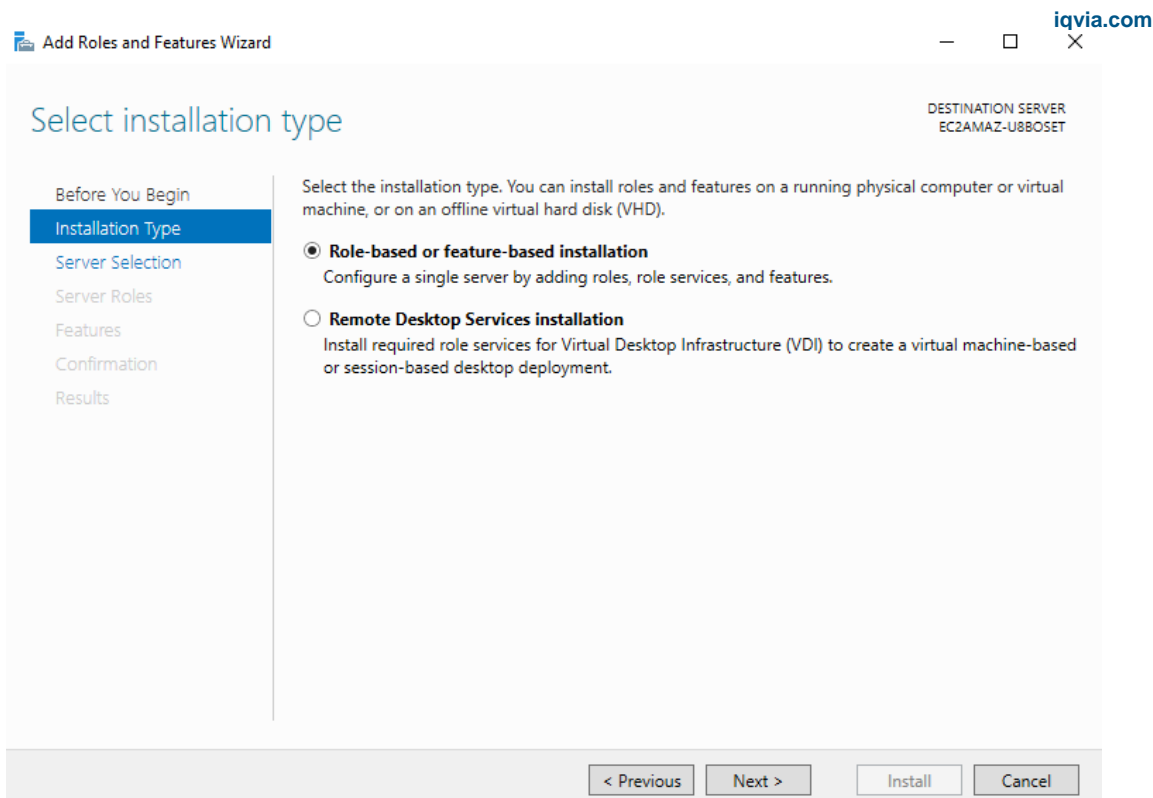 iqvia.com
Add Roles and Features Wizard
Select installation type
DESTINATION SERVER
EC2AMAZ-U8BOSET
Before You Begin
Installation Type
Server Selection
Server Roles
Features
Confirmation
Results
Select the installation type. You can install roles and features on a running physical computer or virtual
machine, or on an offline virtual hard disk (VHD).
Role-based or feature-based installation
Configure a single server by adding roles, role services, and features.
Remote Desktop Services installation
Install required role services for Virtual Desktop Infrastructure (VDI) to create a virtual machine-based
or session-based desktop deployment.
< Previous
Next >
Install
Cancel